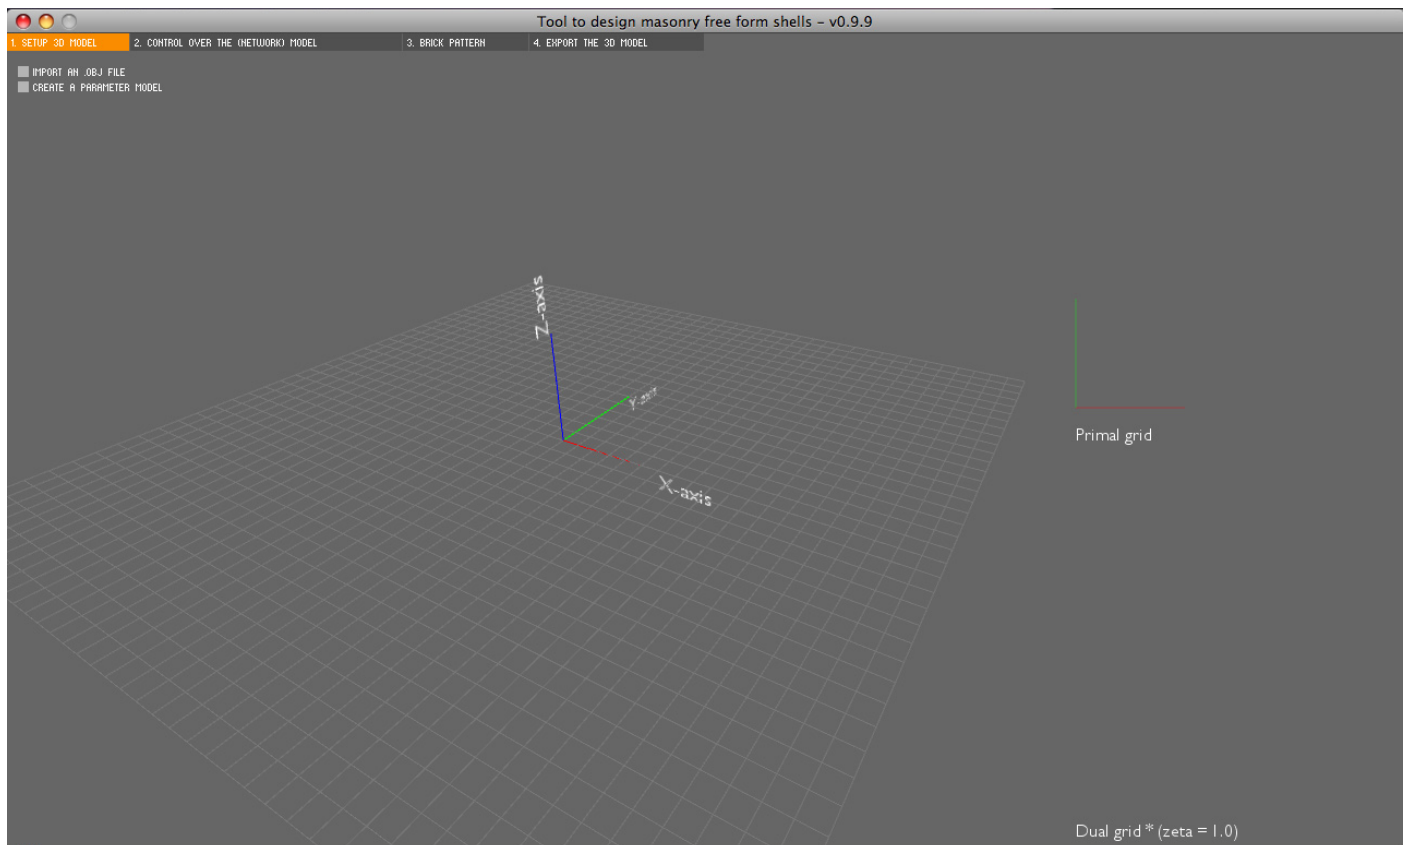 Tool to design masonry free form shells – v0.9.9
1. SETUP 3D MODEL 2. CONTROL OVER THE (NETWORK) MODEL 3. BRICK PATTERN 4. EXPORT THE 3D MODEL
IMPORT AN .OBJ FILE
CREATE A PARAMETER MODEL
Z-axis
Y-axis
X-axis
Primal grid
Dual grid * (zeta = 1.0)